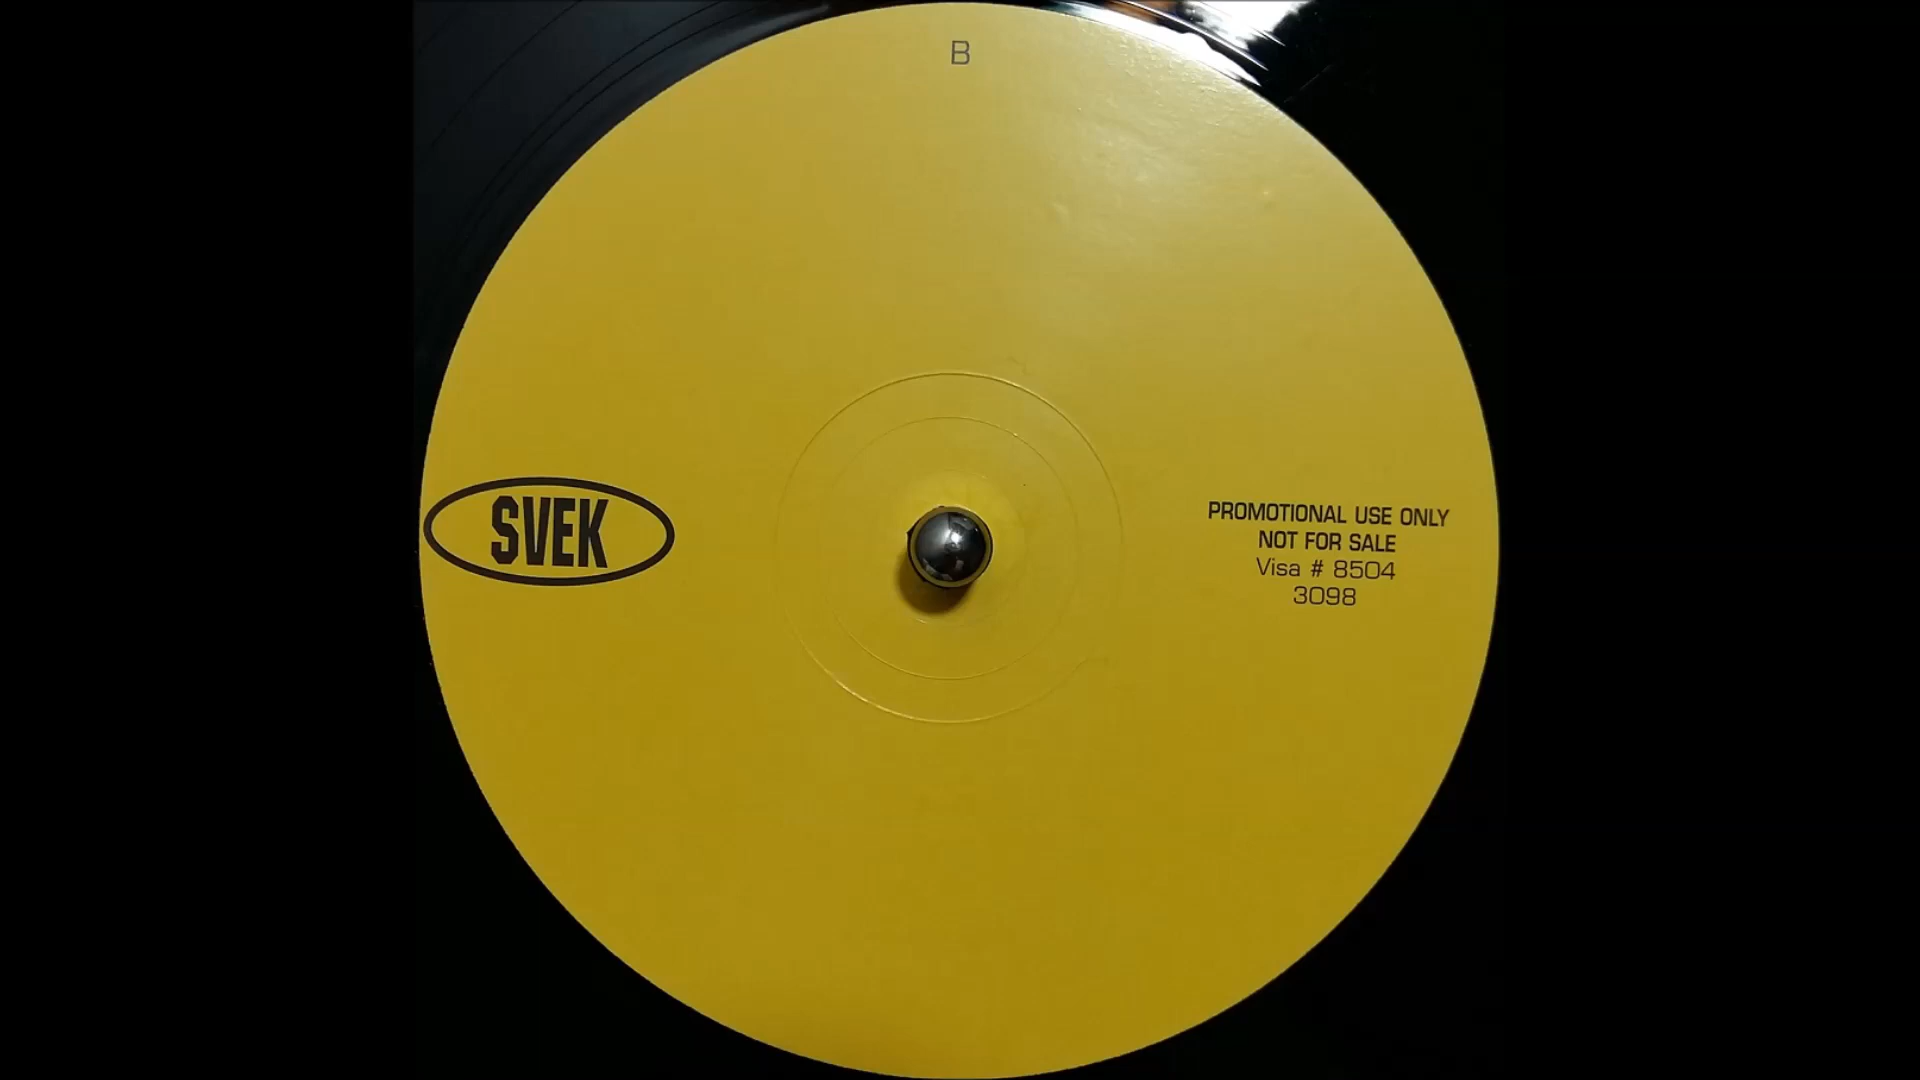 B
SVEK
PROMOTIONAL USE ONLY
NOT FOR SALE
Visa # 8504
3098